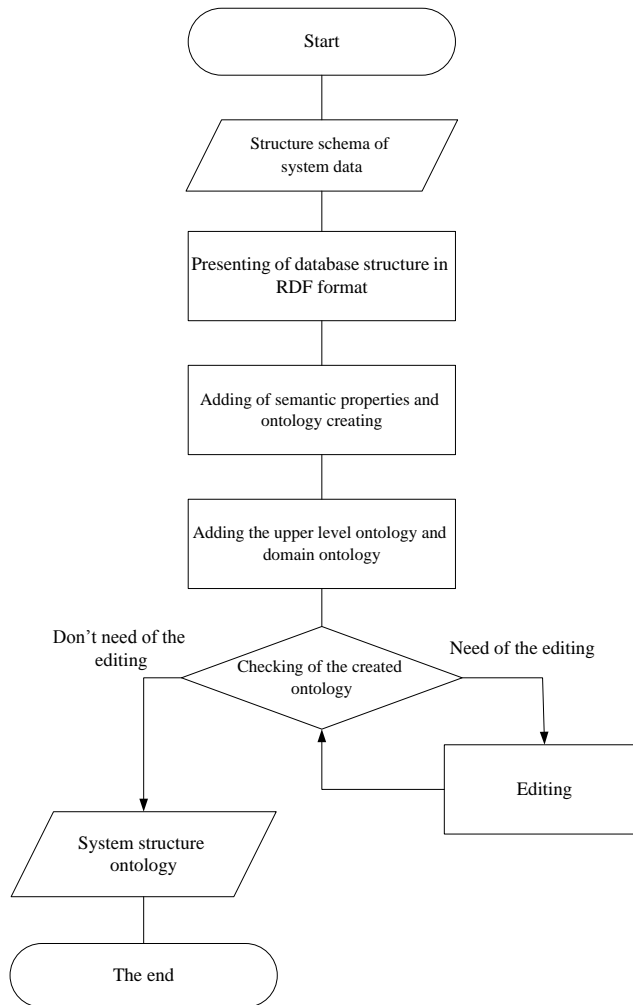 Start
Structure schema of
system data
Presenting of database structure in
RDF format
Adding of semantic properties and
ontology creating
Adding the upper level ontology and
domain ontology
Don’t need of the
editing
Checking of the created
ontology
Need of the editing
Editing
System structure
ontology
The end